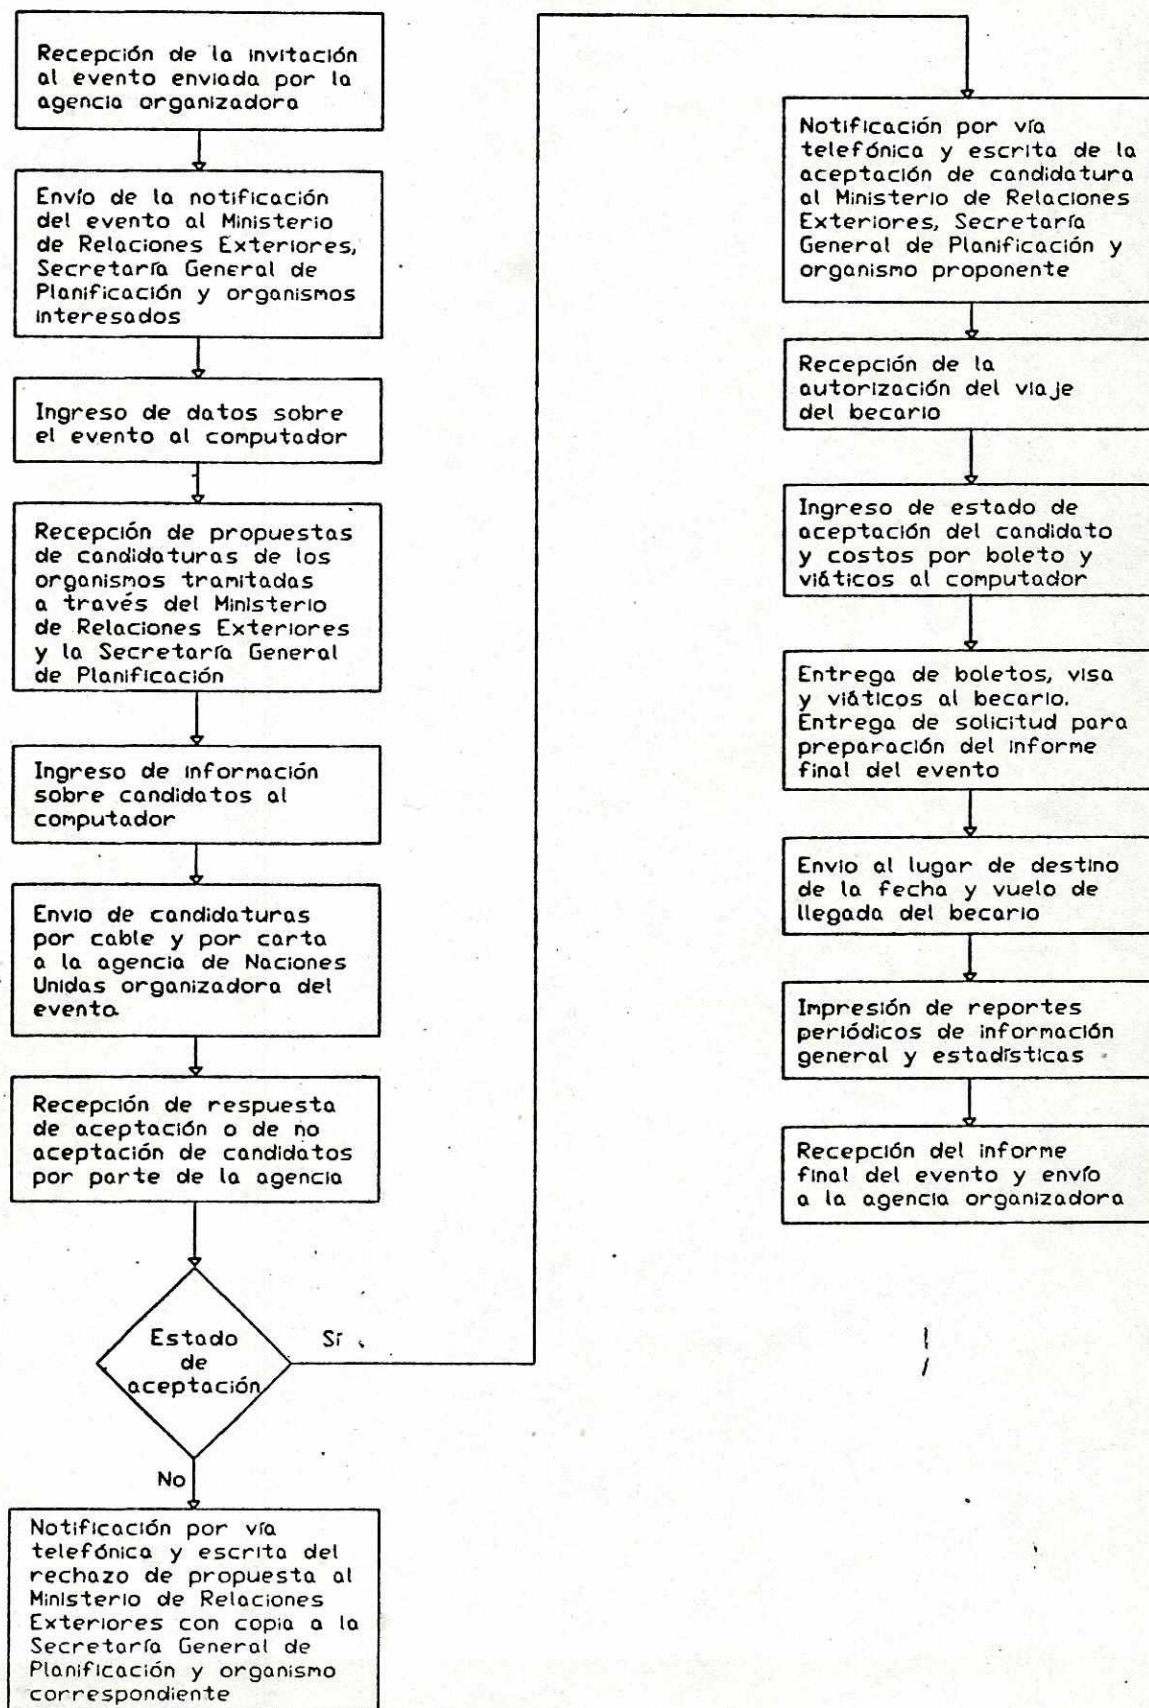 Recepción de la invitación
al evento enviada por la
agencia organizadora
Envío de la notificación
del evento al Ministerio
de Relaciones Exteriores,
Secretaría General de
Planificación y organismos
interesados
Ingreso de datos sobre
el evento al computador
Recepción de propuestas
de candidaturas de los
organismos tramitadas
a través del Ministerio
de Relaciones Exteriores
y la Secretaría General
de Planificación
Ingreso de información
sobre candidatos al
computador
Envio de candidaturas
por cable y por carta
a la agencia de Naciones
Unidas organizadora del
evento.
Recepción de respuesta
de aceptación o de no
aceptación de candidatos
por parte de la agencia
Estado
de
aceptación
Sí
No
Notificación por vía
telefónica y escrita del
rechazo de propuesta al
Ministerio de Relaciones
Exteriores con copia a la
Secretaría General de
Planificación y organismo
correspondiente
Notificación por vía
telefónica y escrita de la
aceptación de candidatura
al Ministerio de Relaciones
Exteriores, Secretaría
General de Planificación y
organismo proponente
Recepción de la
autorización del viaje
del becario
Ingreso de estado de
aceptación del candidato
y costos por boleto y
viáticos al computador
Entrega de boletos, visa
y viáticos al becario.
Entrega de solicitud para
preparación del informe
final del evento
Envio al lugar de destino
de la fecha y vuelo de
llegada del becario
Impresión de reportes
periódicos de información
general y estadísticas
Recepción del informe
final del evento y envío
a la agencia organizadora